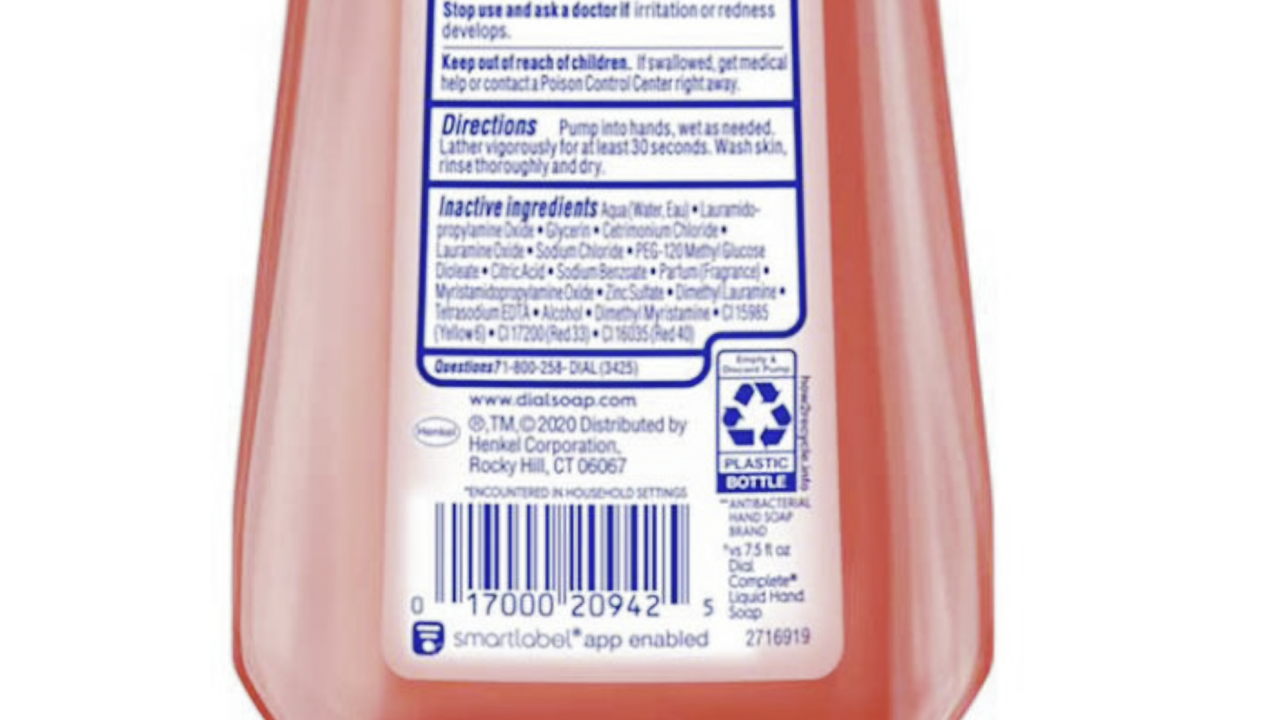 Stop use and ask a doctor if irritation or redness
develops.
Keep out of reach of children. If swallowed, get medical
help or contact a Poison Control Center right away.
Directions Pump into hands, wet as needed.
Lather vigorously for at least 30 seconds. Wash skin,
rinse thoroughly and dry.
Inactive ingredients Aqua (Water, Eau) • Lauramido-
propylamine Oxide • Glycerin • Cetrimonium Chloride •
Lauramine Oxide • Sodium Chloride • PEG-120 Methyl Glucose
Dioleate • Citric Acid • Sodium Benzoate • Parfum (Fragrance) •
Myristamidopropylamine Oxide • Zinc Sulfate • Dimethyl Lauramine •
Tetrasodium EDTA • Alcohol • Dimethyl Myristamine • CI 15985
(Yellow 6) • CI 17200 (Red 33) • CI 16035 (Red 40)
Questions? 1-800-258-DIAL (3425)
www.dialsoap.com
Henkel
®,TM,© 2020 Distributed by
Henkel Corporation,
Rocky Hill, CT 06067
*ENCOUNTERED IN HOUSEHOLD SETTINGS
0 17000 20942 5
smartlabel® app enabled
Empty &
Discard Pump
PLASTIC
BOTTLE
how2recycle.info
**ANTIBACTERIAL
HAND SOAP
BRAND
*vs 7.5 fl oz
Dial
Complete®
Liquid Hand
Soap
2716919